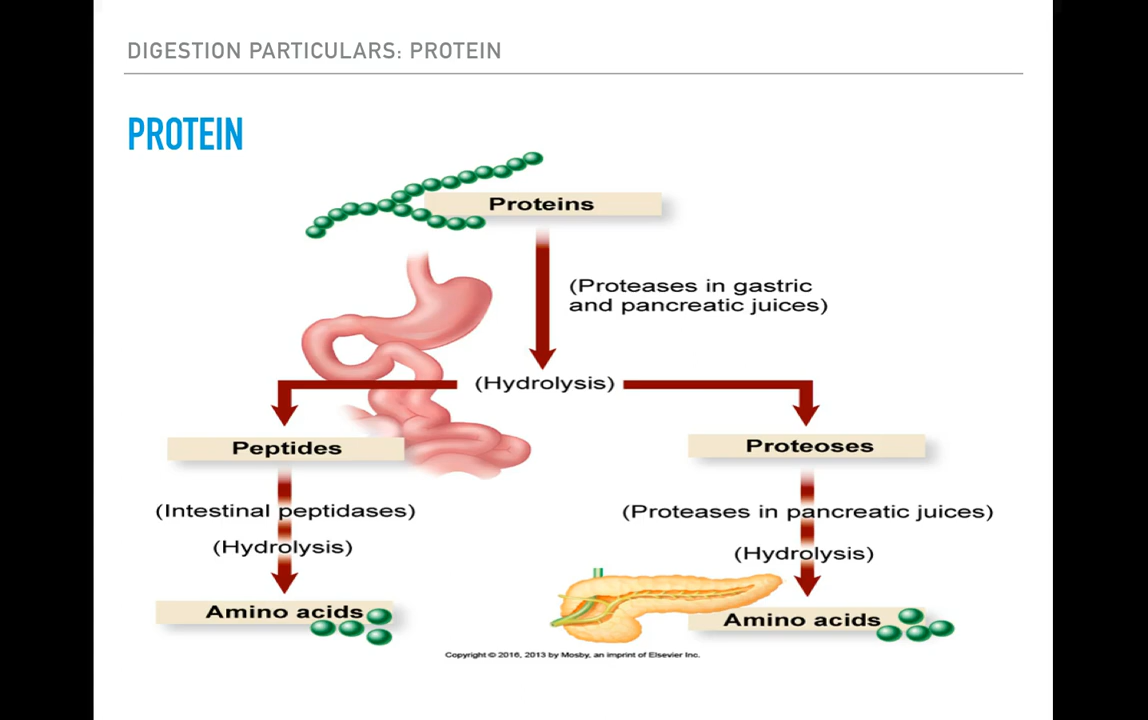 DIGESTION PARTICULARS: PROTEIN
PROTEIN
Proteins
(Proteases in gastric
and pancreatic juices)
(Hydrolysis)
Peptides
Proteoses
(Intestinal peptidases)
(Proteases in pancreatic juices)
(Hydrolysis)
(Hydrolysis)
Amino acids
Amino acids
Copyright © 2016, 2013 by Mosby, an imprint of Elsevier Inc.